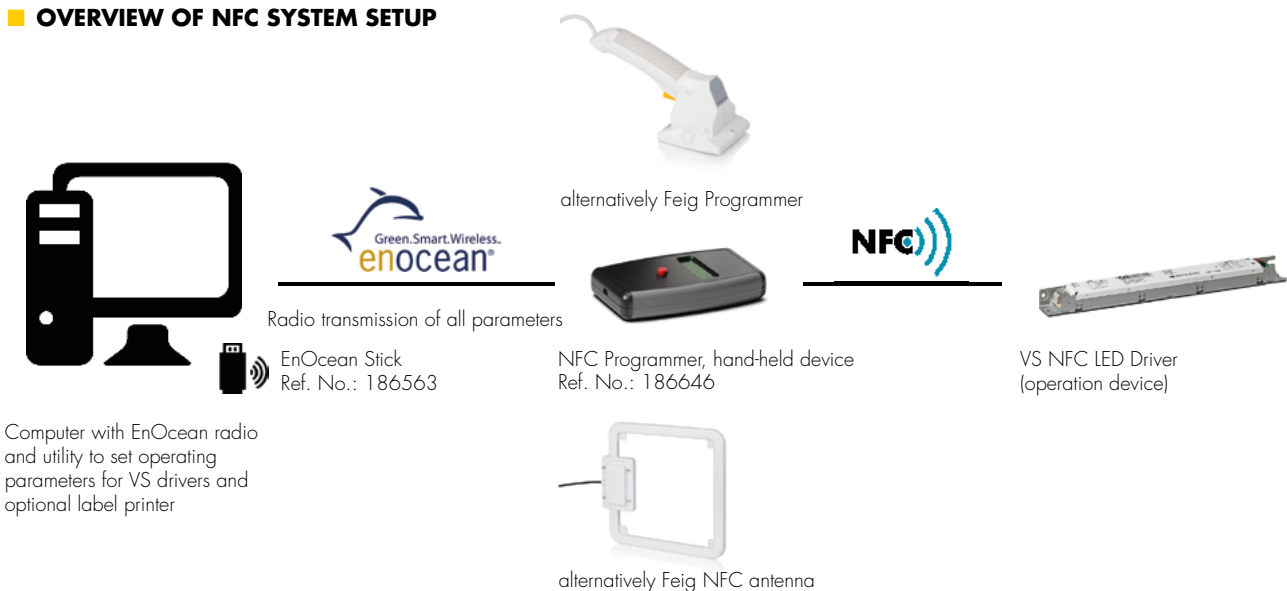 OVERVIEW OF NFC SYSTEM SETUP
alternatively Feig Programmer
Green.Smart.Wireless.
enocean®
NFC
Radio transmission of all parameters
EnOcean Stick
Ref. No.: 186563
NFC Programmer, hand-held device
Ref. No.: 186646
VS NFC LED Driver
(operation device)
Computer with EnOcean radio
and utility to set operating
parameters for VS drivers and
optional label printer
alternatively Feig NFC antenna